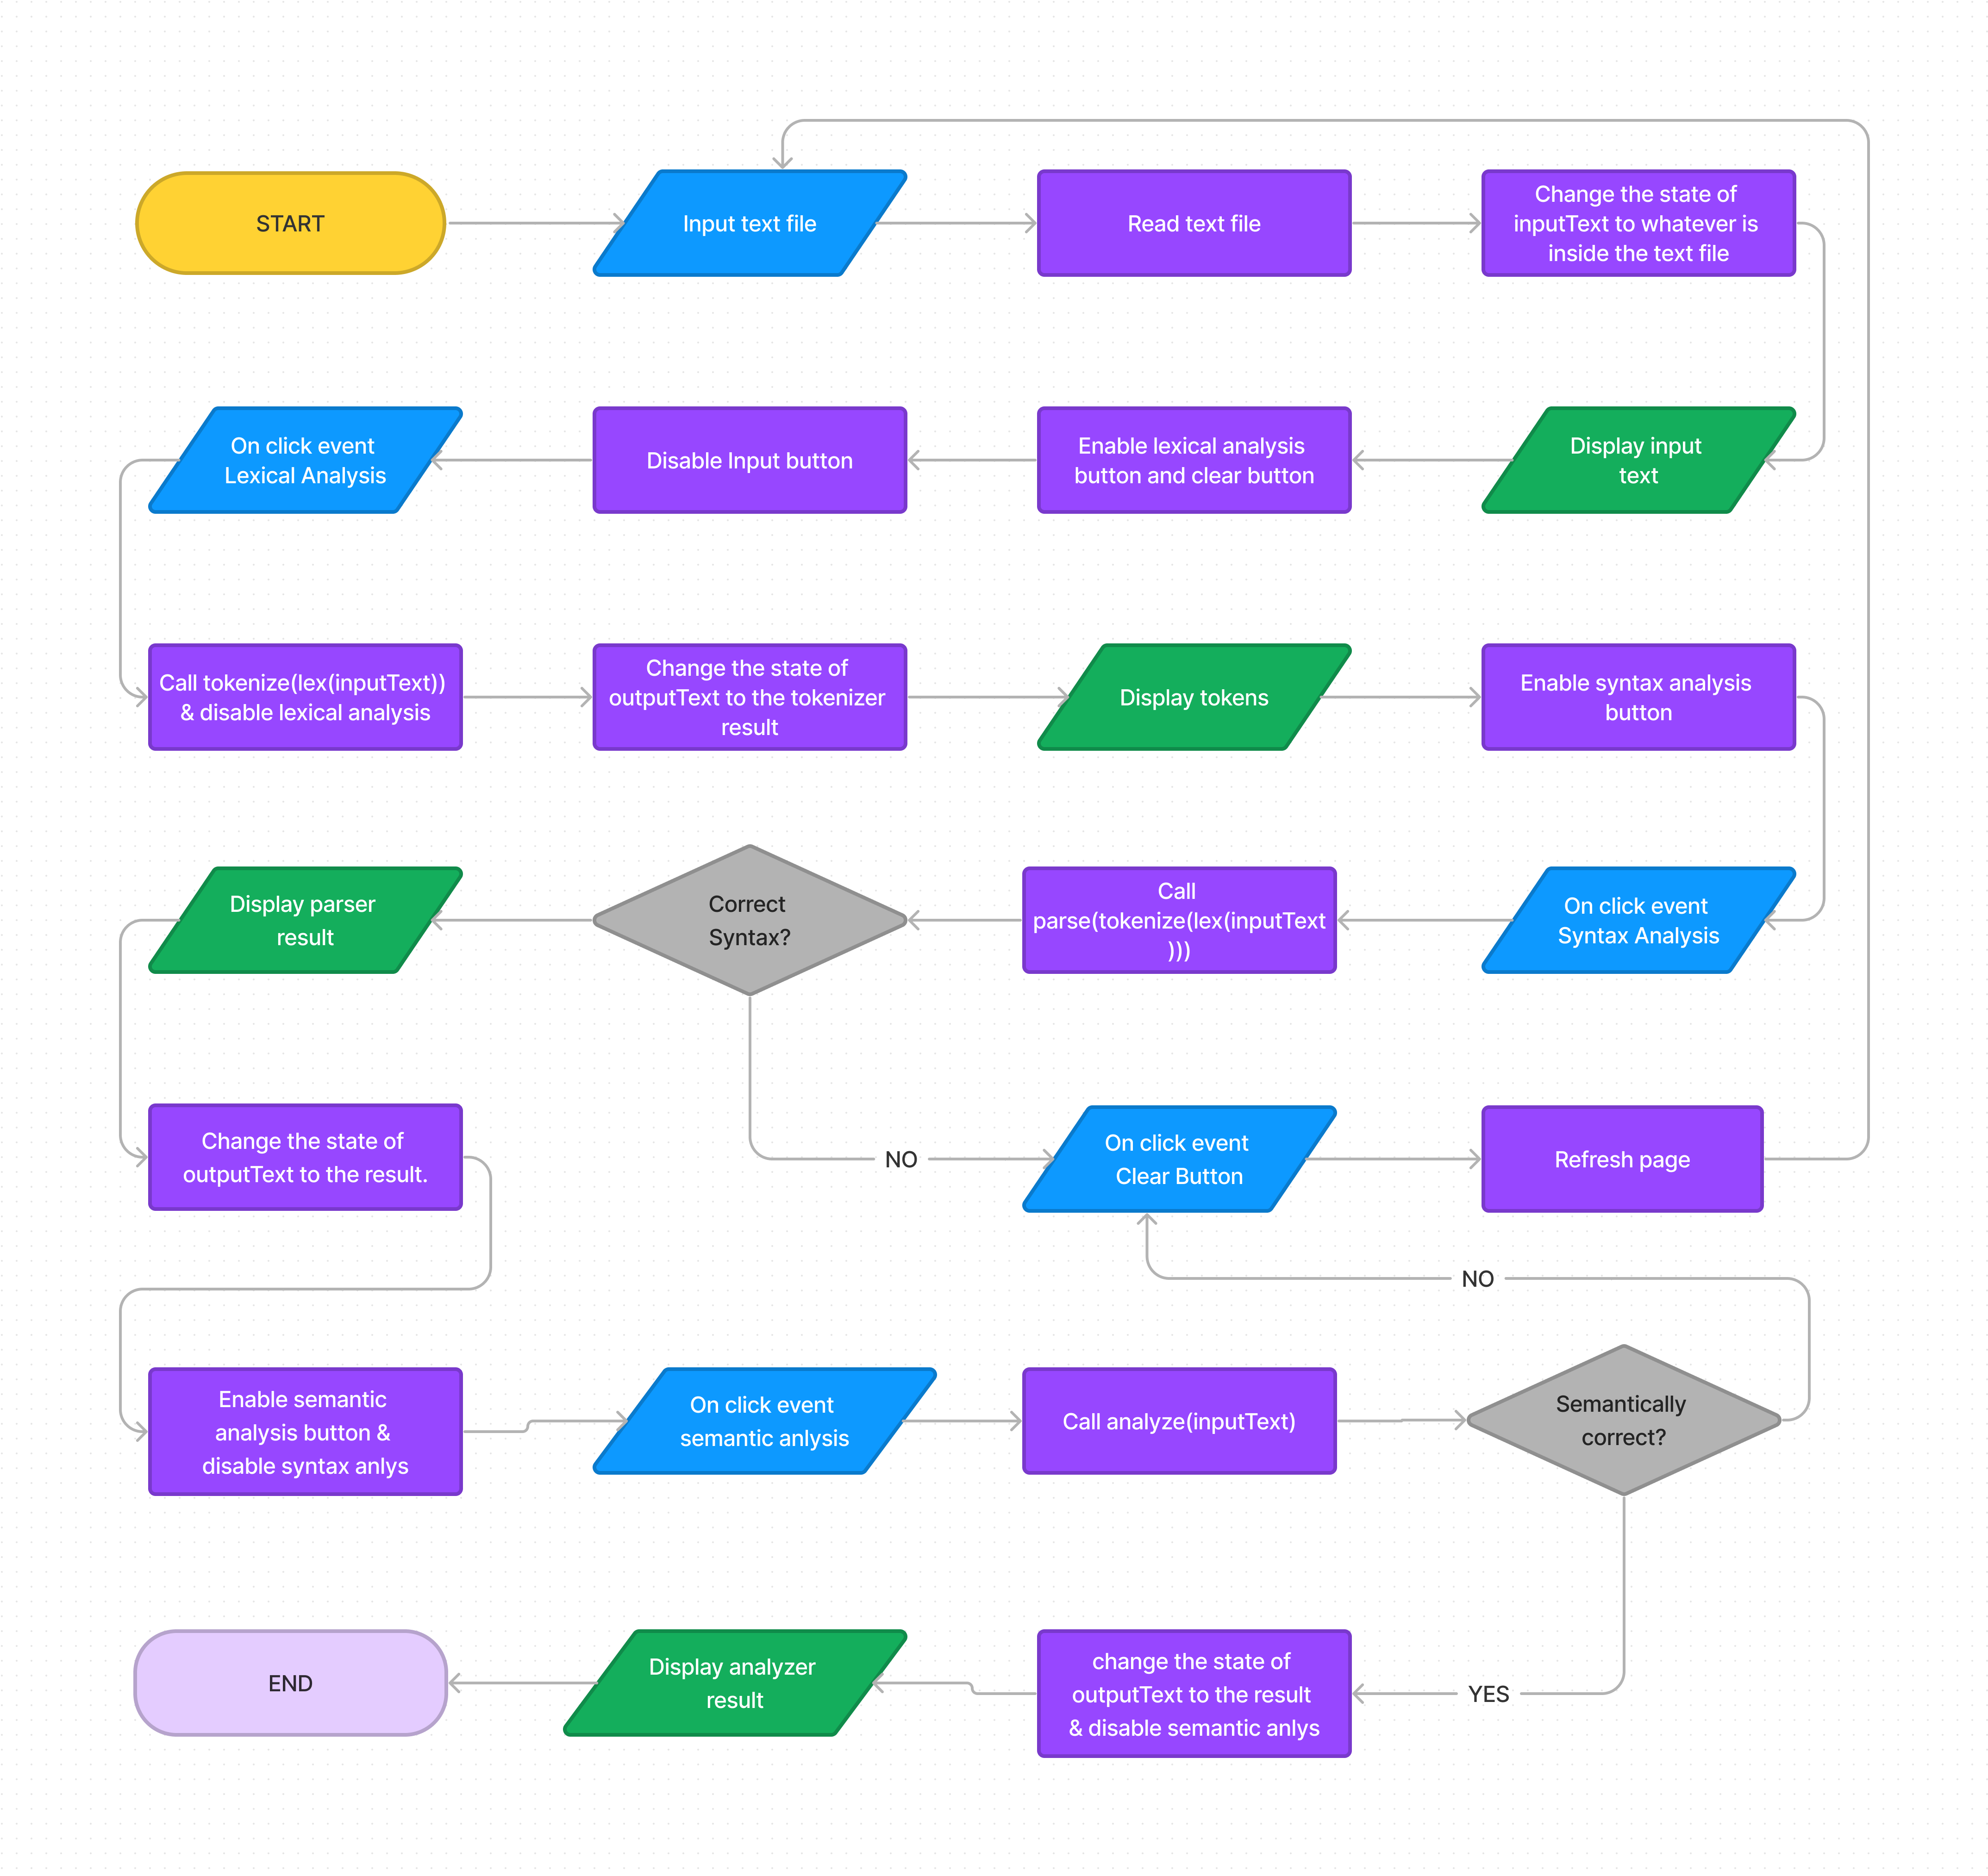 START
Input text file
Read text file
Change the state of
inputText to whatever is
inside the text file
On click event
Lexical Analysis
Disable Input button
Enable lexical analysis
button and clear button
Display input
text
Call tokenize(lex(inputText))
& disable lexical analysis
Change the state of
outputText to the tokenizer
result
Display tokens
Enable syntax analysis
button
Display parser
result
Correct
Syntax?
Call
parse(tokenize(lex(inputText
)))
On click event
Syntax Analysis
Change the state of
outputText to the result.
NO
On click event
Clear Button
Refresh page
NO
Enable semantic
analysis button &
disable syntax anlys
On click event
semantic anlysis
Call analyze(inputText)
Semantically
correct?
END
Display analyzer
result
change the state of
outputText to the result
& disable semantic anlys
YES